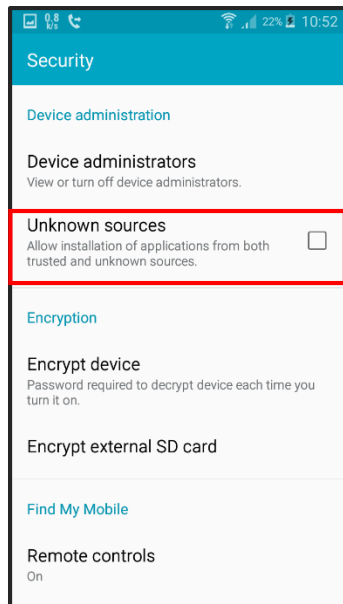 0.8
k/s
22%
10:52
Security
Device administration
Device administrators
View or turn off device administrators.
Unknown sources
Allow installation of applications from both
trusted and unknown sources.
Encryption
Encrypt device
Password required to decrypt device each time you
turn it on.
Encrypt external SD card
Find My Mobile
Remote controls
On